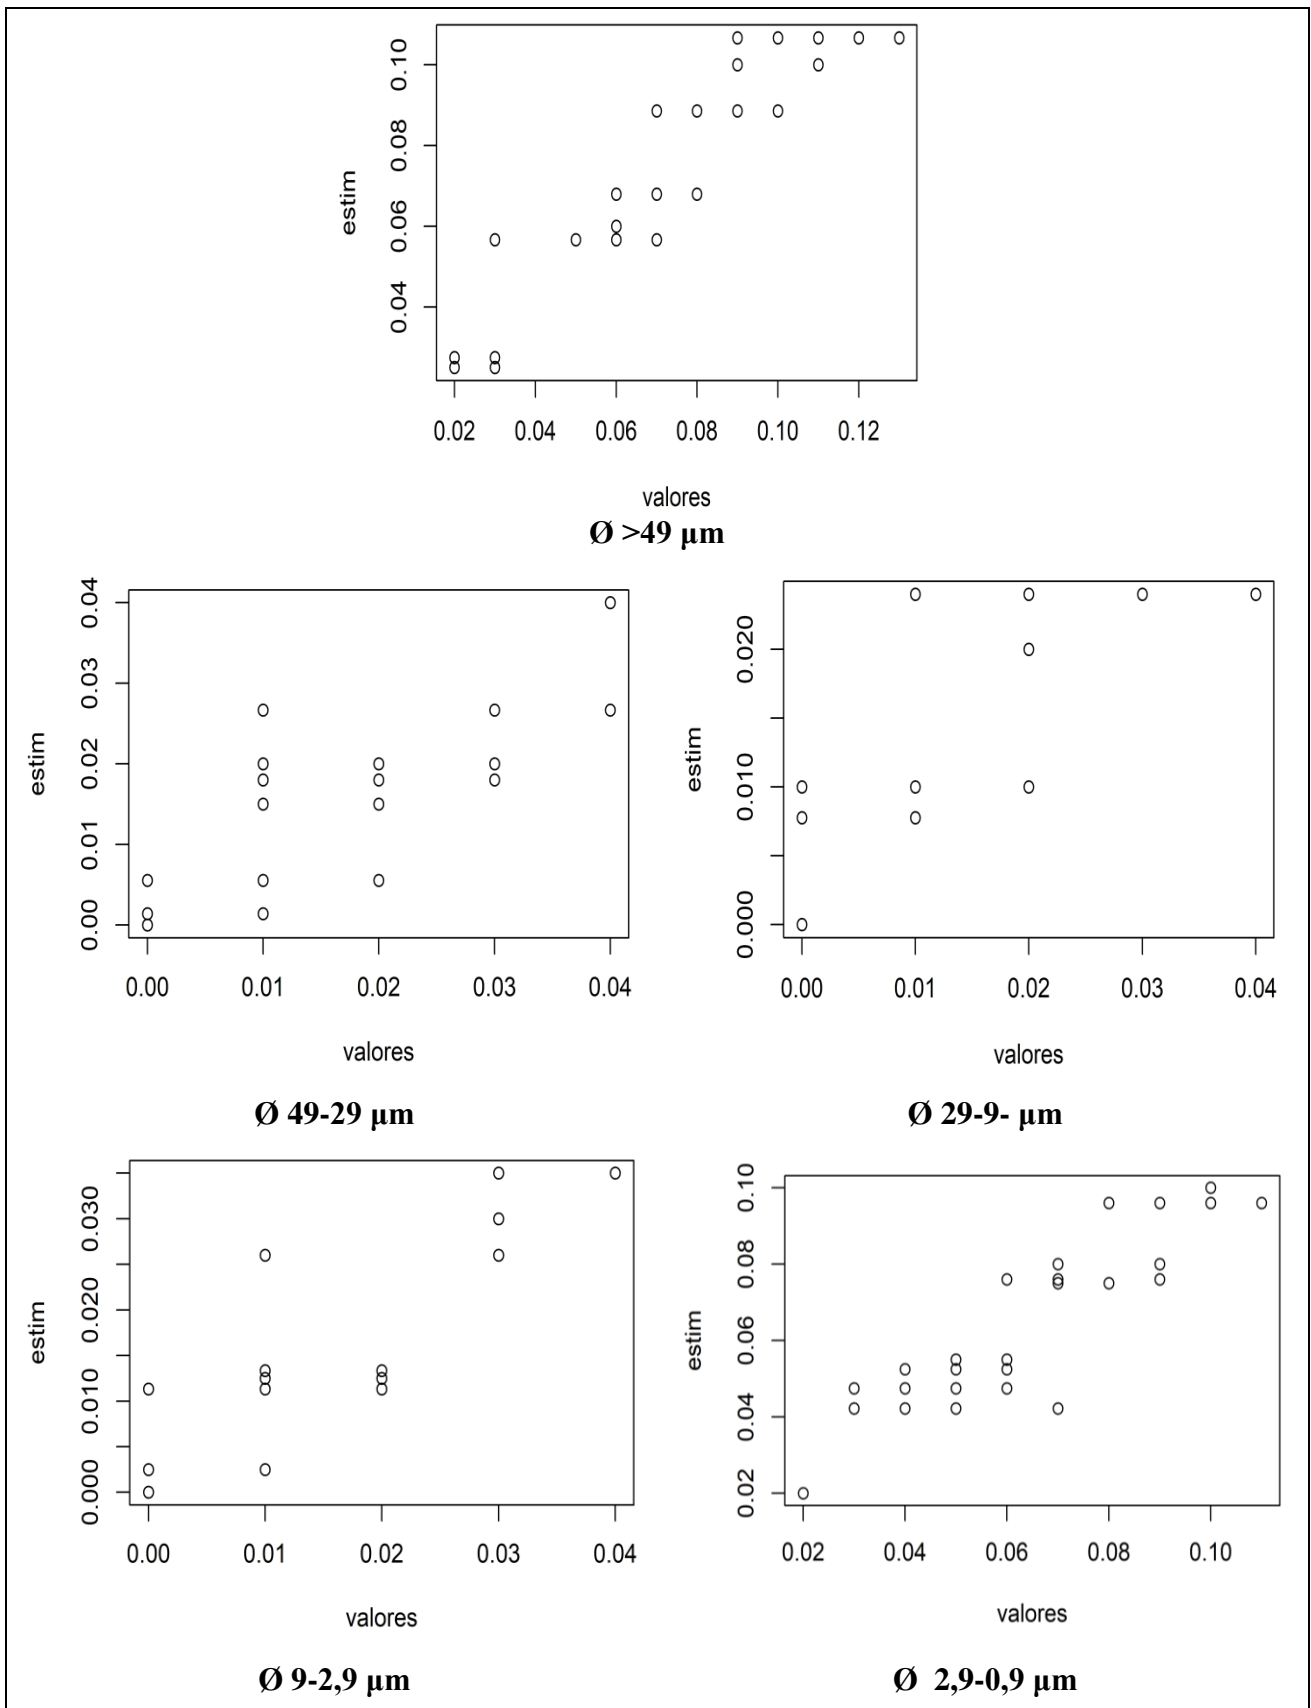 estim
0.10
0.08
0.06
0.04
0.02 0.04 0.06 0.08 0.10 0.12
valores
Ø >49 µm
estim
0.04
0.03
0.02
0.01
0.00
0.00 0.01 0.02 0.03 0.04
valores
Ø 49-29 µm
estim
0.020
0.010
0.000
0.00 0.01 0.02 0.03 0.04
valores
Ø 29-9- µm
estim
0.030
0.020
0.010
0.000
0.00 0.01 0.02 0.03 0.04
valores
Ø 9-2,9 µm
estim
0.10
0.08
0.06
0.04
0.02
0.02 0.04 0.06 0.08 0.10
valores
Ø 2,9-0,9 µm